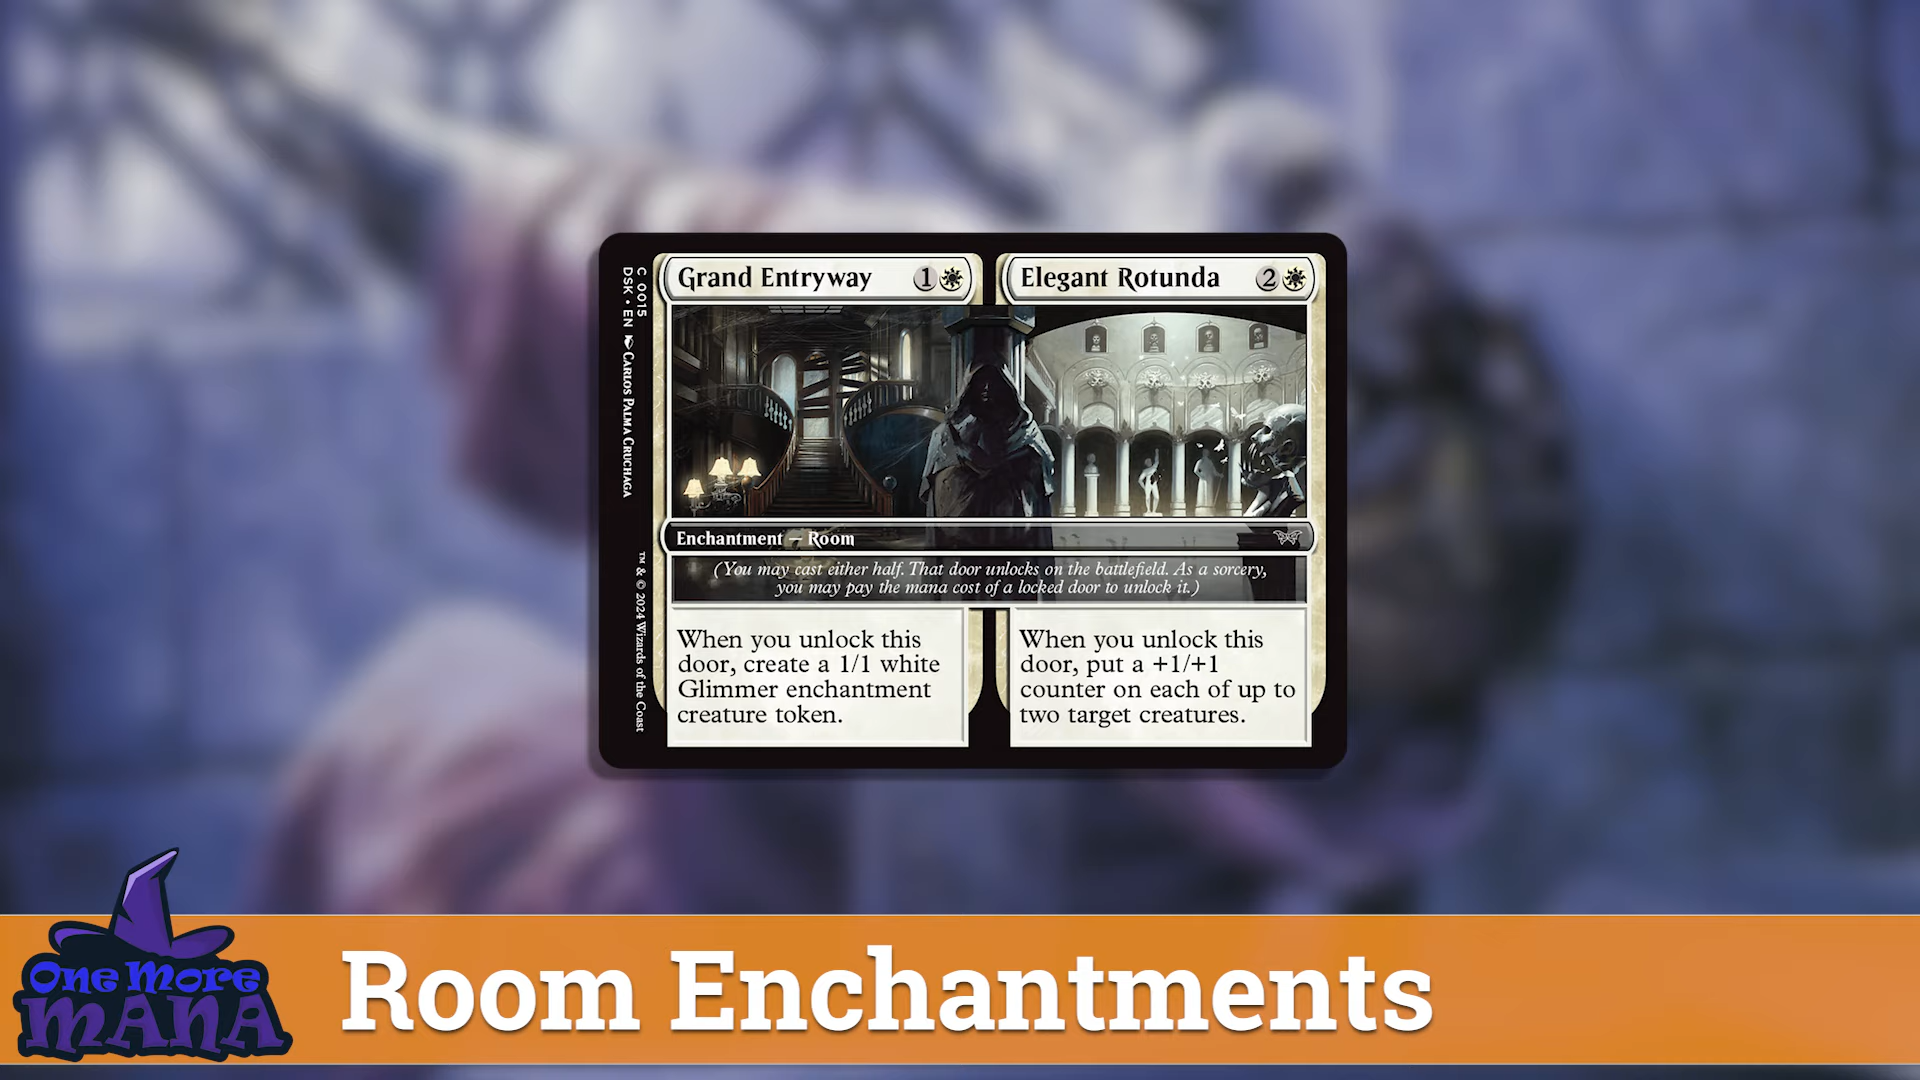 Grand Entryway 1
Elegant Rotunda 2
C 0015
DSK • EN CARLOS PALMA CRUCHAGA
™ & © 2024 Wizards of the Coast
Enchantment — Room
(You may cast either half. That door unlocks on the battlefield. As a sorcery,
you may pay the mana cost of a locked door to unlock it.)
When you unlock this
door, create a 1/1 white
Glimmer enchantment
creature token.
When you unlock this
door, put a +1/+1
counter on each of up to
two target creatures.
One More
MANA
Room Enchantments